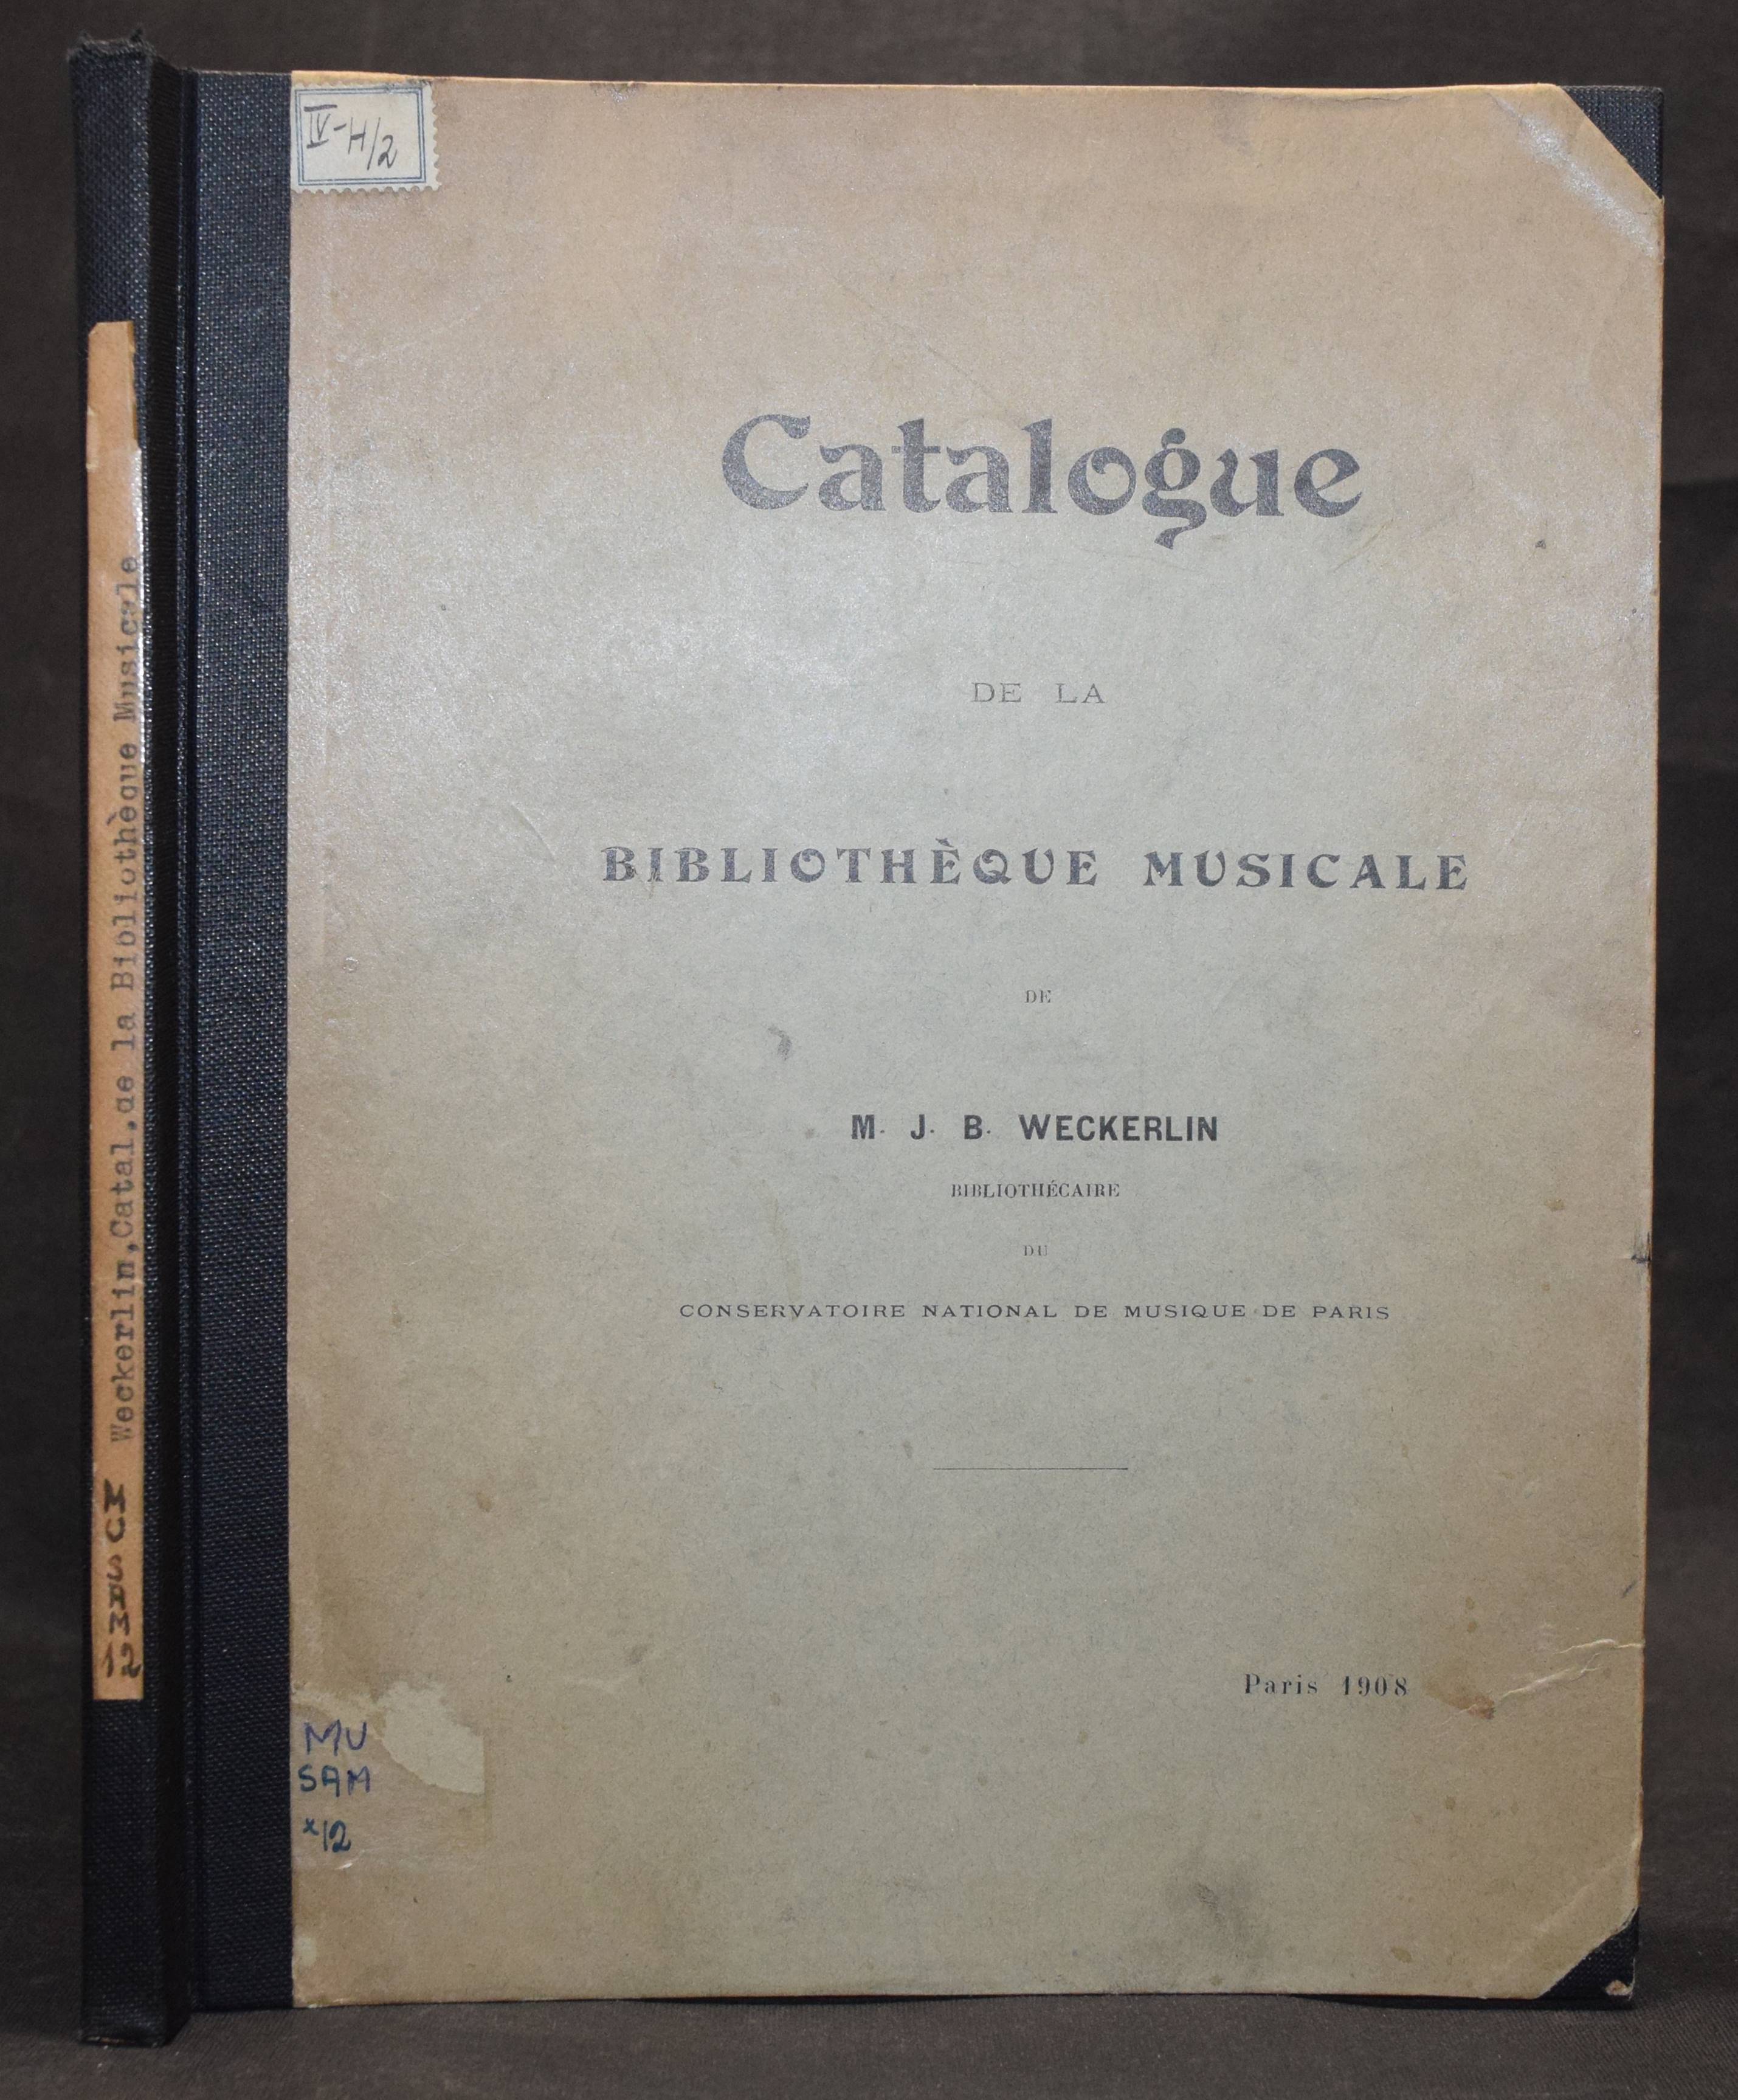 IV-H/2
Catalogue
DE LA
BIBLIOTHÈQUE MUSICALE
DE
M. J. B. WECKERLIN
BIBLIOTHÉCAIRE
DU
CONSERVATOIRE NATIONAL DE MUSIQUE DE PARIS
Paris 1908
MU
SAM
x12
Weckerlin,Catal,de la Bibliothèque Musicale